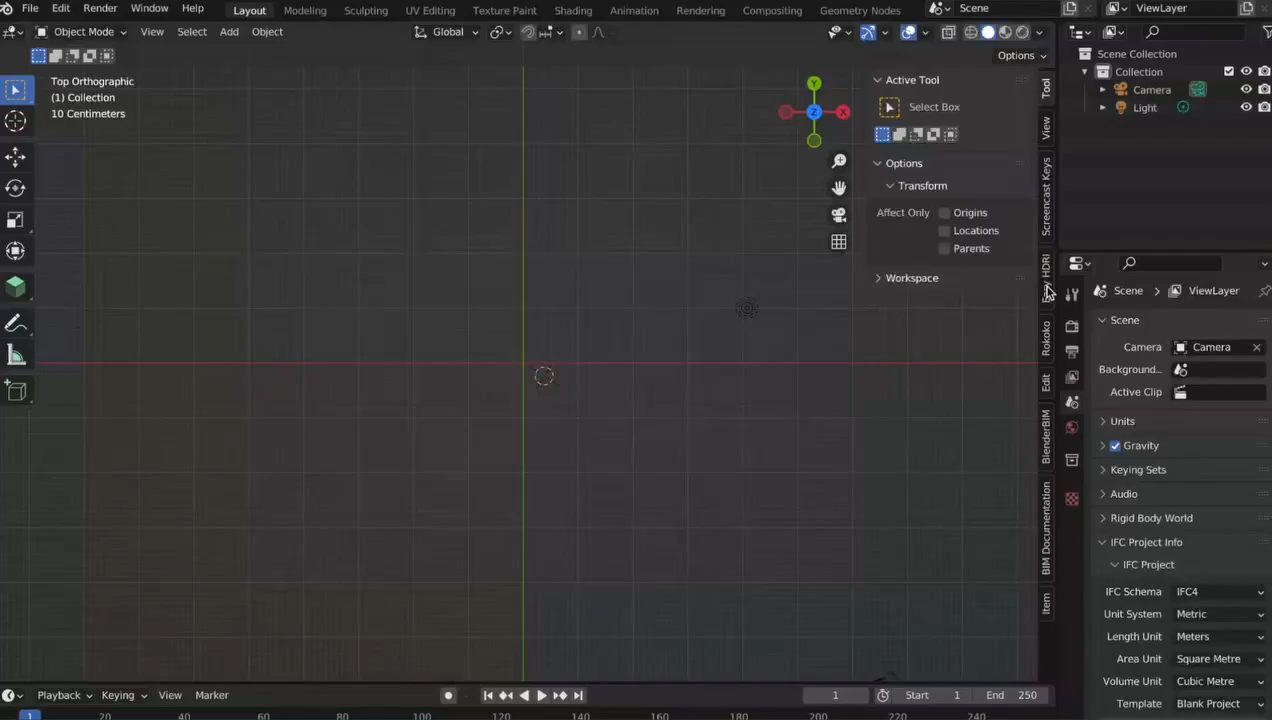 File Edit Render Window Help
Layout Modeling Sculpting UV Editing Texture Paint Shading Animation Rendering Compositing Geometry Nodes
Scene
ViewLayer
Object Mode View Select Add Object
Global
Options
Top Orthographic
(1) Collection
10 Centimeters
Y
Z
X
Active Tool
Select Box
Options
Transform
Affect Only Origins
Locations
Parents
Workspace
Tool
View
Screencast Keys
HDRI
Rokoko
Edit
BlenderBIM
BIM Documentation
Item
Scene Collection
Collection
Camera
Light
Scene > ViewLayer
Scene
Camera Camera
Background...
Active Clip
Units
Gravity
Keying Sets
Audio
Rigid Body World
IFC Project Info
IFC Project
IFC Schema IFC4
Unit System Metric
Length Unit Meters
Area Unit Square Metre
Volume Unit Cubic Metre
Template Blank Project
Playback Keying View Marker
1 Start 1 End 250
1 20 40 60 80 100 120 140 160 180 200 220 240